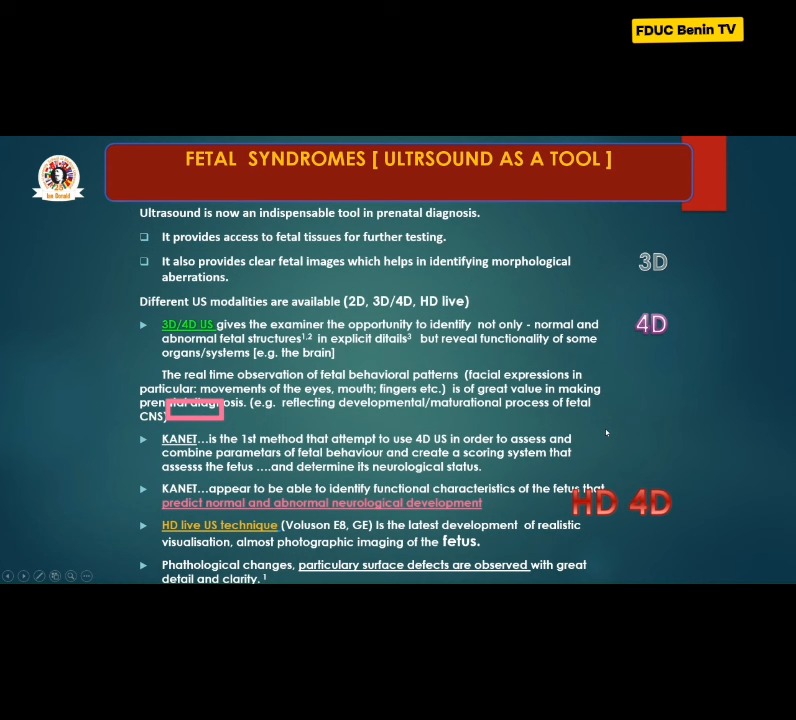 FDUC Benin TV
FETAL SYNDROMES [ ULTRSOUND AS A TOOL ]
Ian Donald
Ultrasound is now an indispensable tool in prenatal diagnosis.
It provides access to fetal tissues for further testing.
It also provides clear fetal images which helps in identifying morphological
aberrations.
3D
Different US modalities are available (2D, 3D/4D, HD live)
3D/4D US gives the examiner the opportunity to identify not only - normal and
abnormal fetal structures1,2 in explicit ditails3 but reveal functionality of some
organs/systems [e.g. the brain]
4D
The real time observation of fetal behavioral patterns (facial expressions in
particular: movements of the eyes, mouth; fingers etc.) is of great value in making
prenatal diagnosis. (e.g. reflecting developmental/maturational process of fetal
CNS)
KANET…is the 1st method that attempt to use 4D US in order to assess and
combine parametars of fetal behaviour and create a scoring system that
assesss the fetus ….and determine its neurological status.
KANET…appear to be able to identify functional characteristics of the fetus that
predict normal and abnormal neurological development
HD 4D
HD live US technique (Voluson E8, GE) Is the latest development of realistic
visualisation, almost photographic imaging of the fetus.
Phathological changes, particulary surface defects are observed with great
detail and clarity. 1